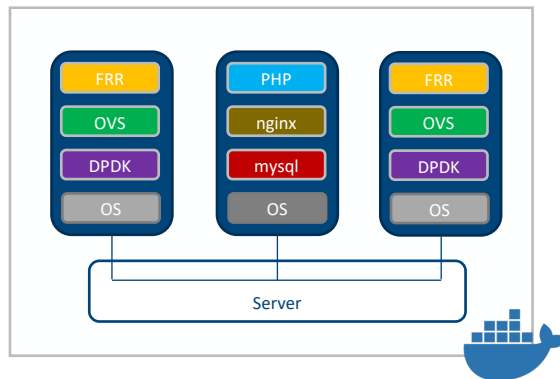 FRR
OVS
DPDK
OS
PHP
nginx
mysql
OS
FRR
OVS
DPDK
OS
Server